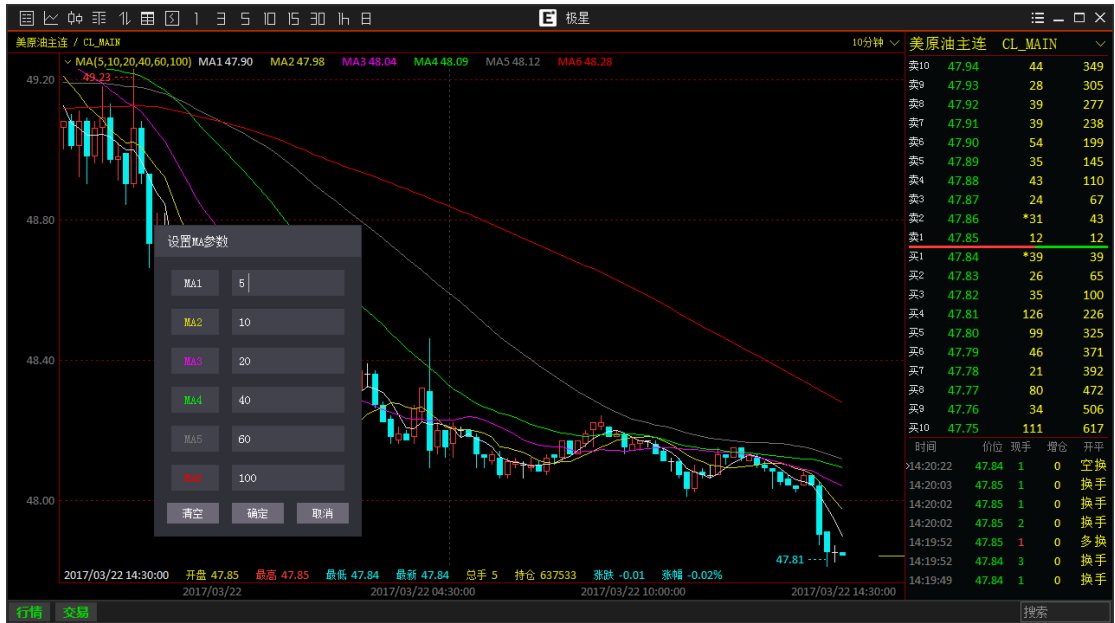 1 3 5 10 15 30 1h 日
E 极星
美原油主连 / CL_MAIN 10分钟
MA(5,10,20,40,60,100) MA1 47.90 MA2 47.98 MA3 48.04 MA4 48.09 MA5 48.12 MA6 48.28
49.23
49.20
48.80
48.40
48.00
47.81
设置MA参数
MA1 5
MA2 10
MA3 20
MA4 40
MA5 60
MA6 100
清空 确定 取消
2017/03/22 14:30:00 开盘 47.85 最高 47.85 最低 47.84 最新 47.84 总手 5 持仓 637533 涨跌 -0.01 涨幅 -0.02%
2017/03/22 2017/03/22 04:30:00 2017/03/22 10:00:00 2017/03/22 14:30:00
美原油主连 CL_MAIN
卖10 47.94 44 349
卖9 47.93 28 305
卖8 47.92 39 277
卖7 47.91 39 238
卖6 47.90 54 199
卖5 47.89 35 145
卖4 47.88 43 110
卖3 47.87 24 67
卖2 47.86 *31 43
卖1 47.85 12 12
买1 47.84 *39 39
买2 47.83 26 65
买3 47.82 35 100
买4 47.81 126 226
买5 47.80 99 325
买6 47.79 46 371
买7 47.78 21 392
买8 47.77 80 472
买9 47.76 34 506
买10 47.75 111 617
时间 价位 现手 增仓 开平
14:20:22 47.84 1 0 空换
14:20:03 47.85 1 0 换手
14:20:02 47.85 1 0 换手
14:20:02 47.85 2 0 换手
14:19:52 47.85 1 0 多换
14:19:52 47.84 3 0 换手
14:19:49 47.84 1 0 换手
行情 交易 搜索